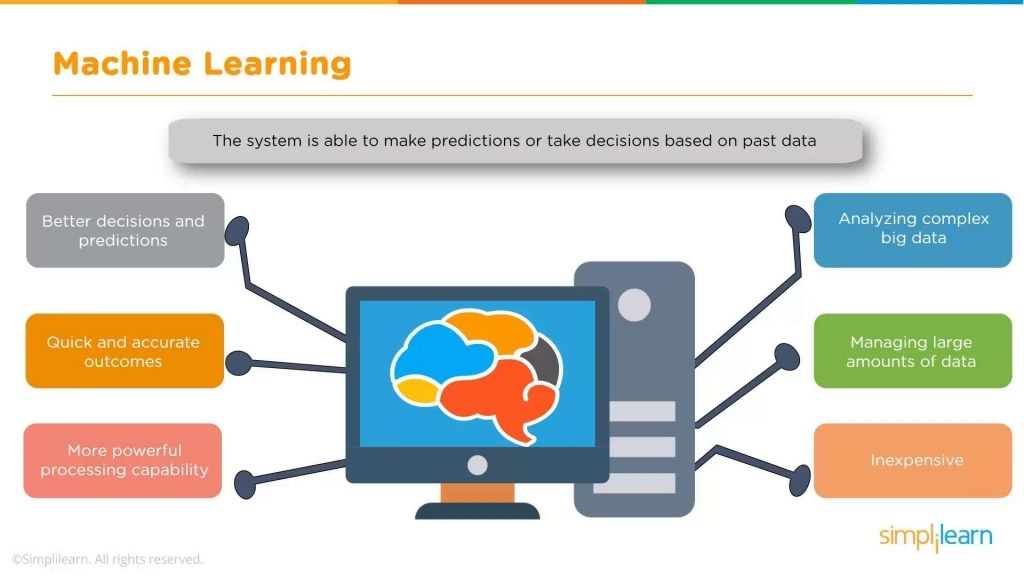 Machine Learning
The system is able to make predictions or take decisions based on past data
Better decisions and
predictions
Analyzing complex
big data
Quick and accurate
outcomes
Managing large
amounts of data
More powerful
processing capability
Inexpensive
simplilearn
©Simplilearn. All rights reserved.